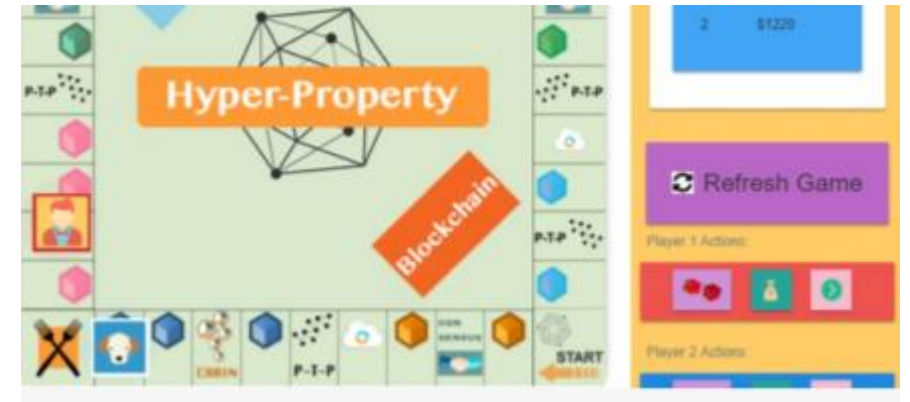 2 $1220
P-T-P
P-T-P
Hyper-Property
Refresh Game
Blockchain
P-T-P
Player 1 Actions:
START
P-T-P
Player 2 Actions: